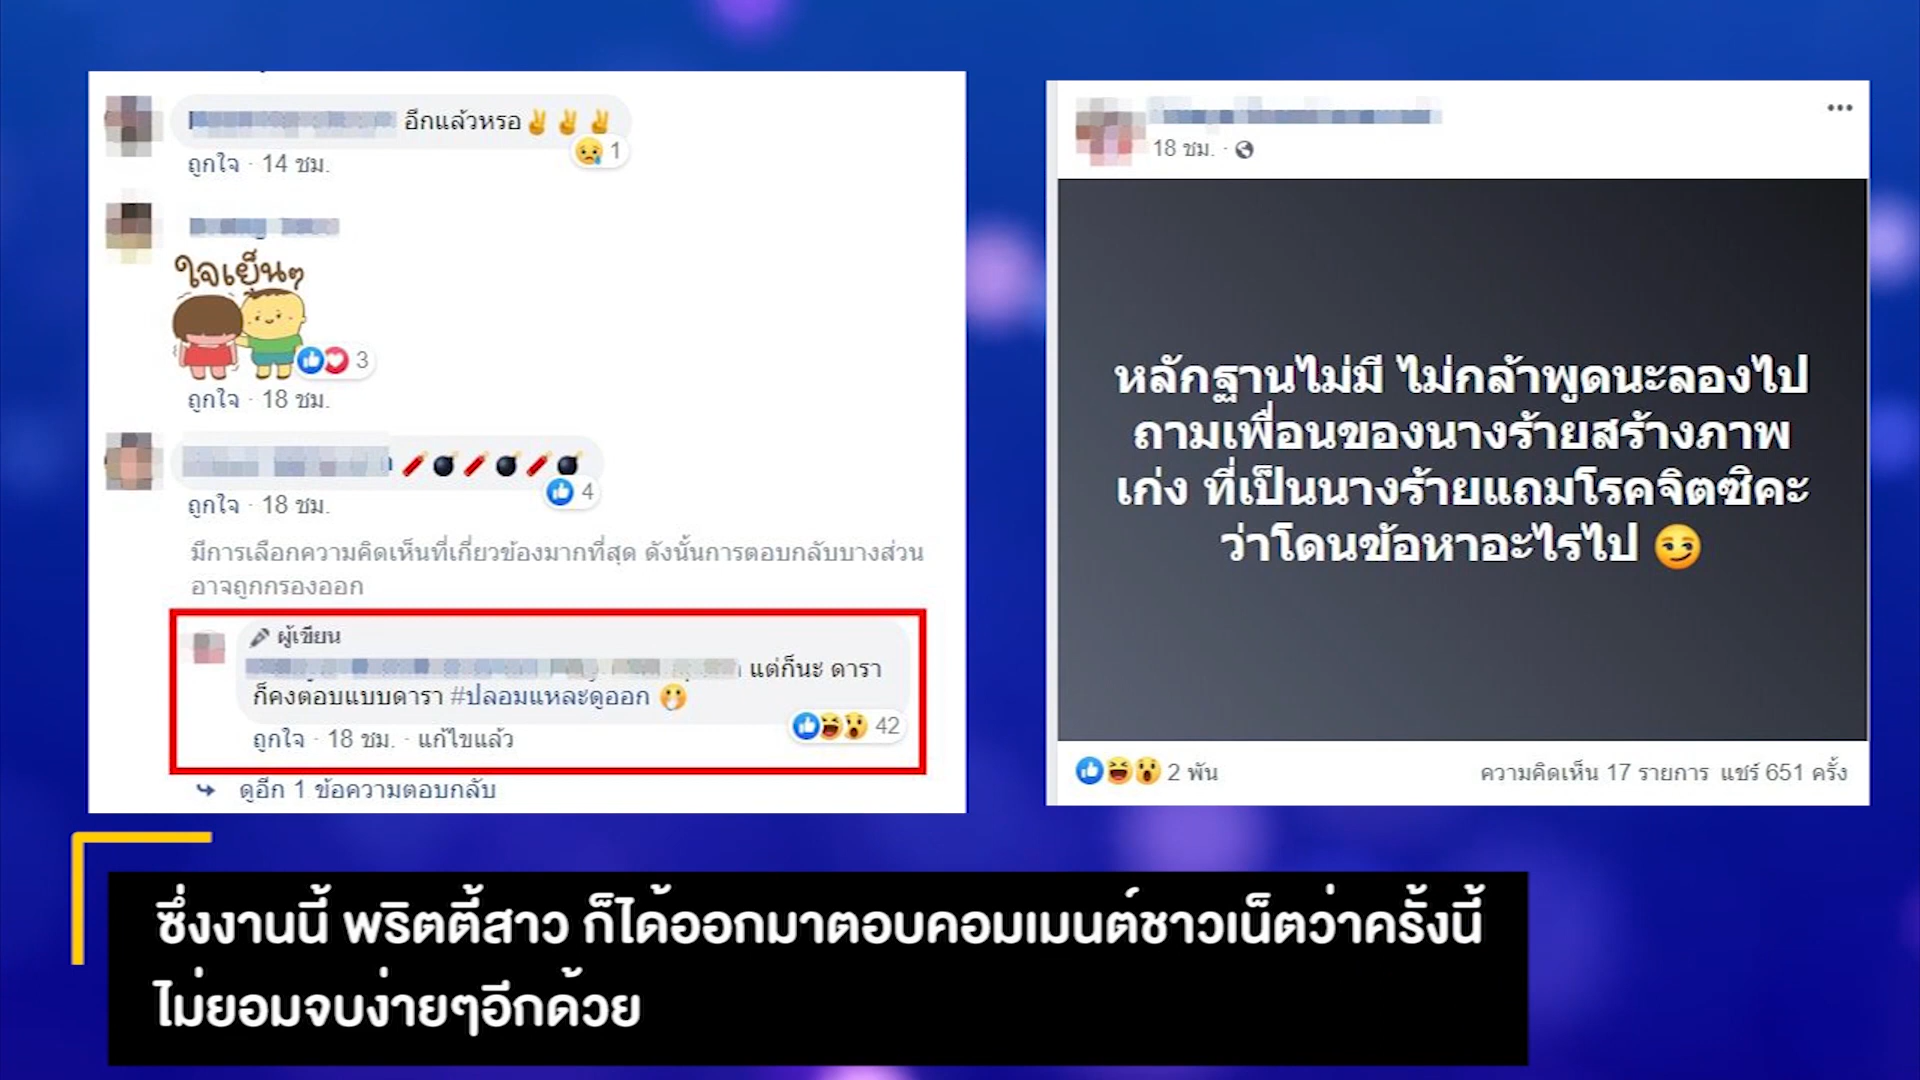 อีกแล้วหรอ✌✌✌
😢 1
ถูกใจ · 14 ชม.
ใจเย็นๆ
3
ถูกใจ · 18 ชม.
🧨💣🧨💣🧨💣
4
ถูกใจ · 18 ชม.
มีการเลือกความคิดเห็นที่เกี่ยวข้องมากที่สุด ดังนั้นการตอบกลับบางส่วน
อาจถูกกรองออก
ผู้เขียน
แต่ก็นะ ดารา
ก็คงตอบแบบดารา #ปลอมแหละดูออก 🤭
42
ถูกใจ · 18 ชม. · แก้ไขแล้ว
ดูอีก 1 ข้อความตอบกลับ
18 ชม. ·
หลักฐานไม่มี ไม่กล้าพูดนะลองไป
ถามเพื่อนของนางร้ายสร้างภาพ
เก่ง ที่เป็นนางร้ายแถมโรคจิตซิคะ
ว่าโดนข้อหาอะไรไป 😏
2 พัน
ความคิดเห็น 17 รายการ แชร์ 651 ครั้ง
ซึ่งงานนี้ พริตตี้สาว ก็ได้ออกมาตอบคอมเมนต์ชาวเน็ตว่าครั้งนี้
ไม่ยอมจบง่ายๆอีกด้วย